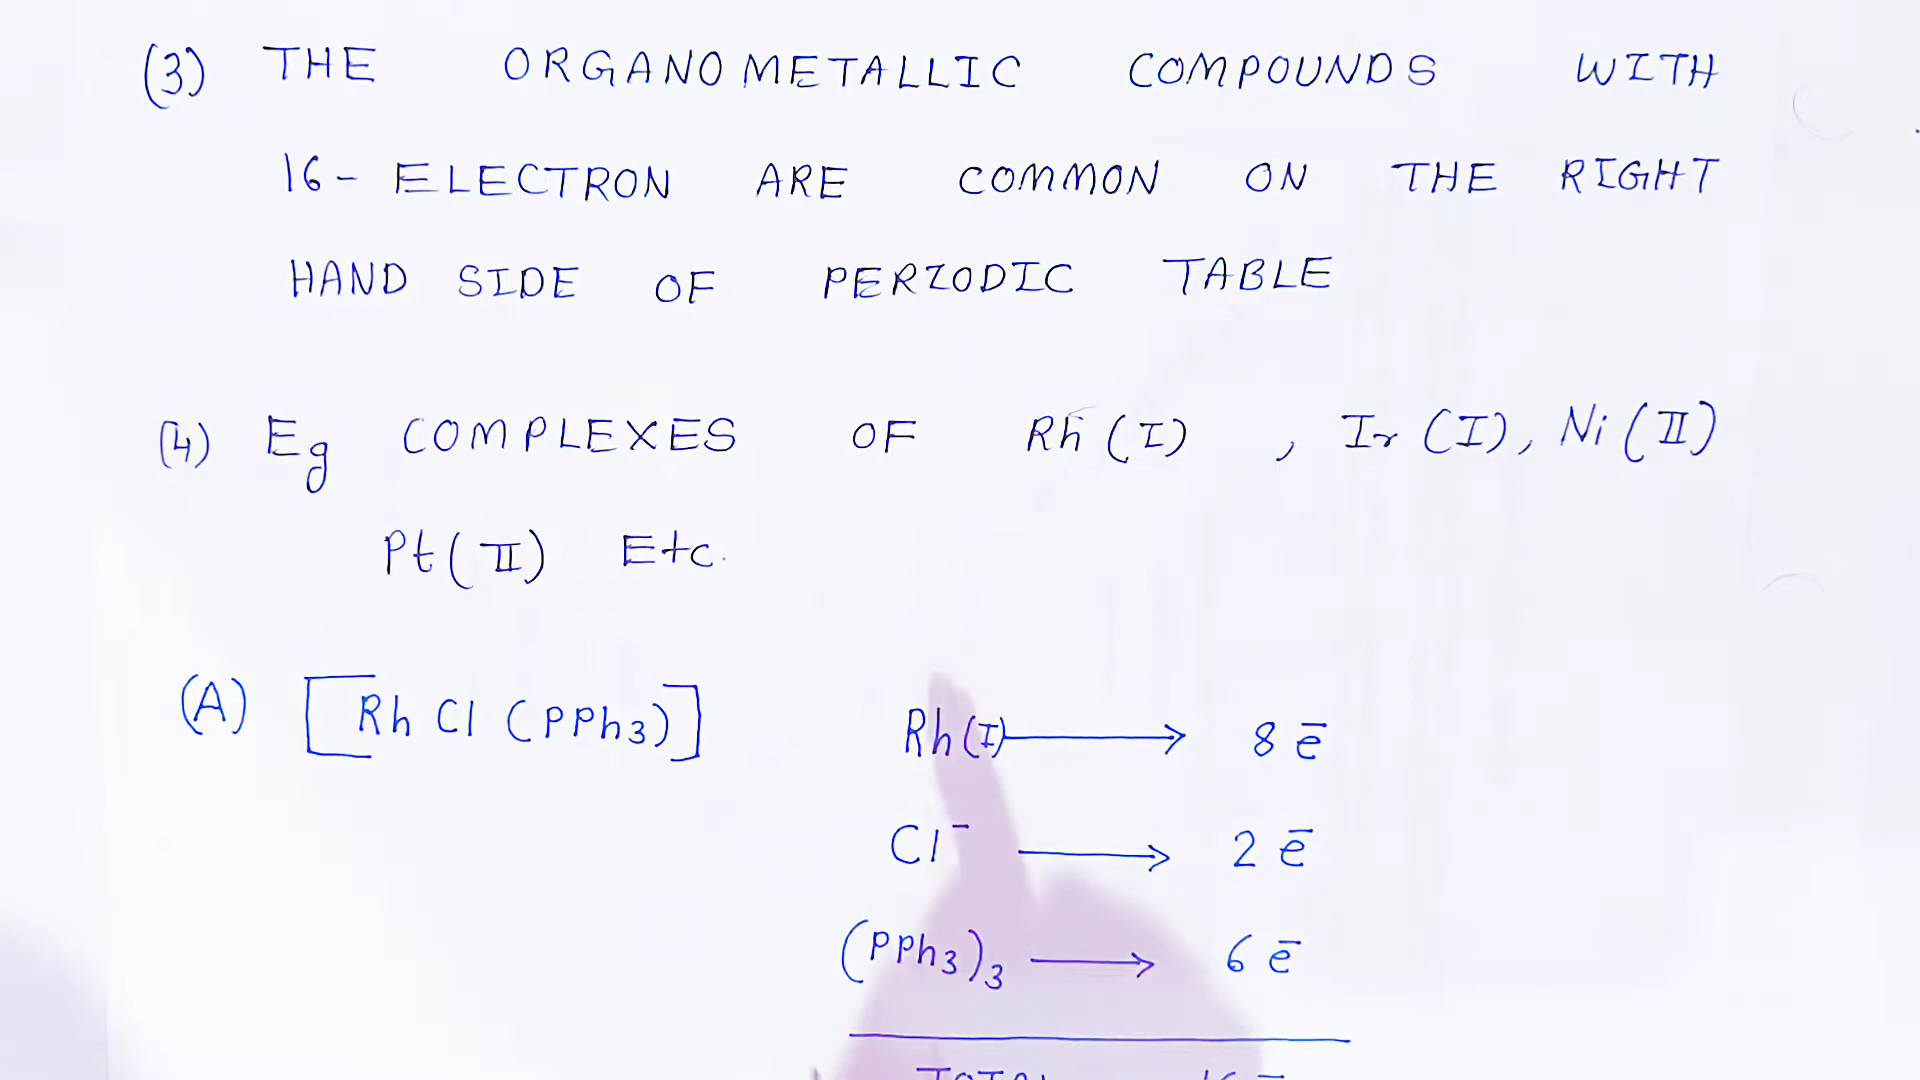 (3) THE ORGANOMETALLIC COMPOUNDS WITH
16- ELECTRON ARE COMMON ON THE RIGHT
HAND SIDE OF PERIODIC TABLE
(4) Eg COMPLEXES OF Rh (I) , Ir (I), Ni (II)
Pt (II) Etc.
(A) [Rh Cl (PPh3)]
Rh(I) ⟶ 8 e̅
Cl⁻ ⟶ 2 e̅
(PPh3)3 ⟶ 6 e̅